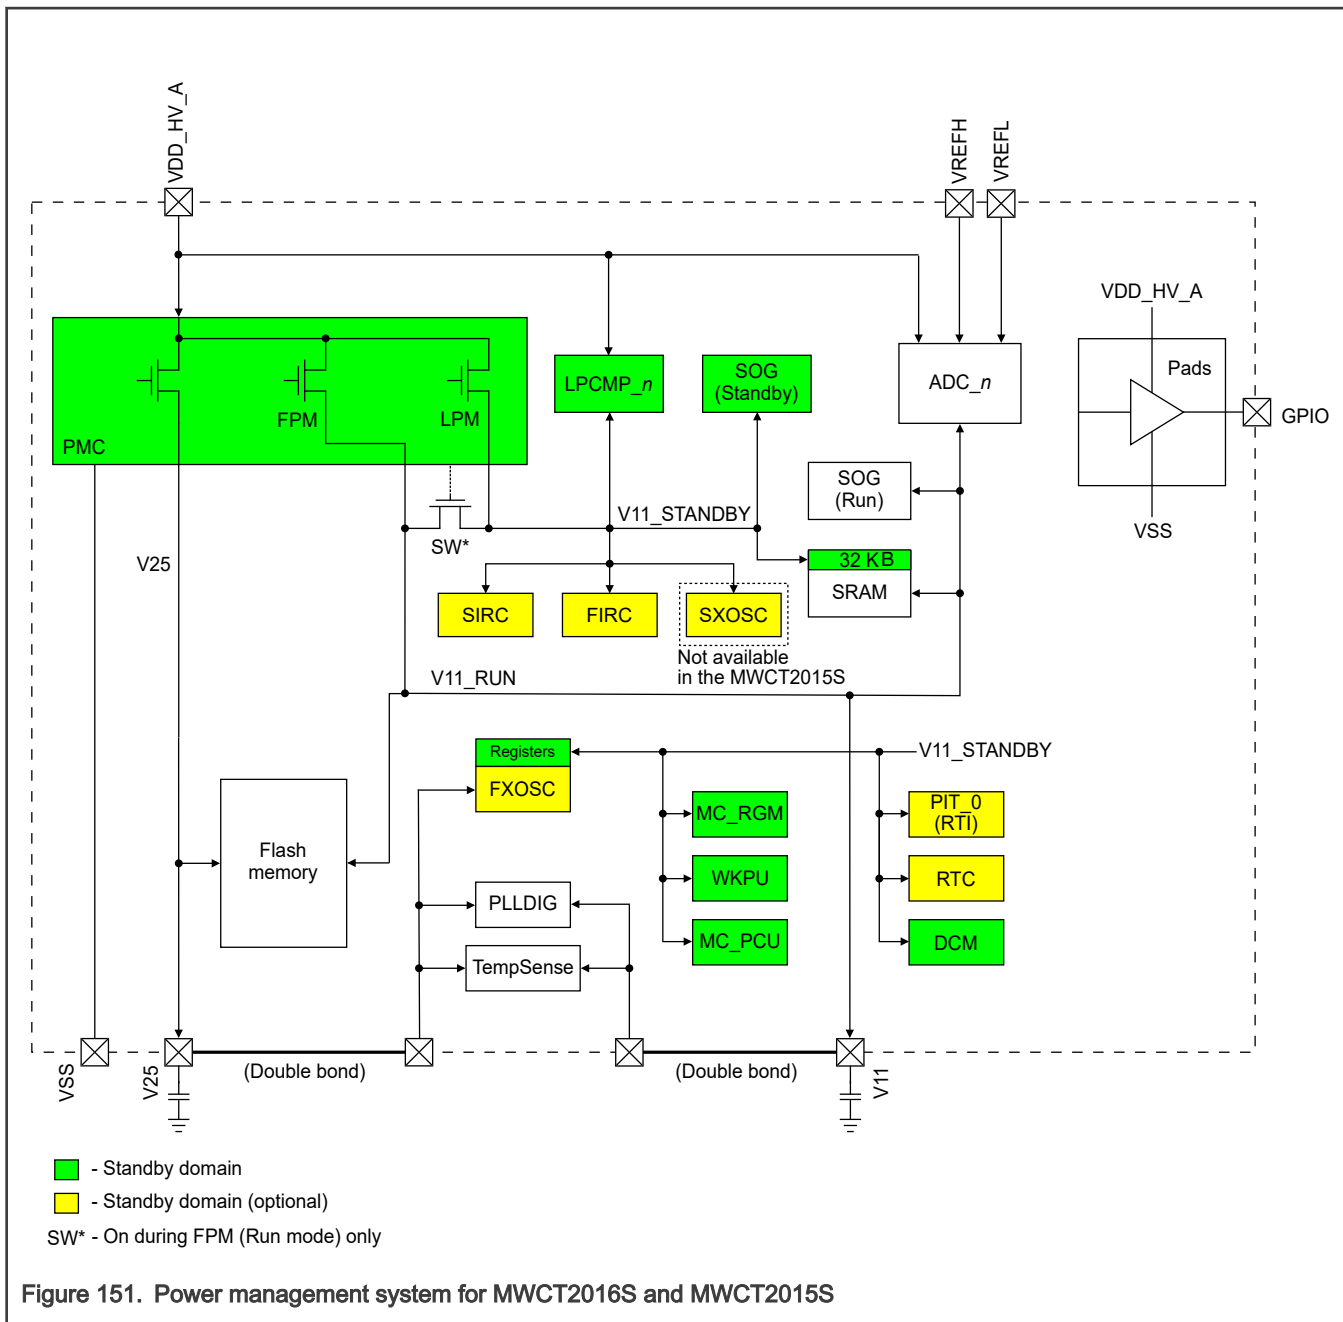 VDD_HV_A
VREFH
VREFL
VDD_HV_A
Pads
GPIO
VSS
FPM
LPM
PMC
LPCMP_n
SOG
(Standby)
ADC_n
SOG
(Run)
V11_STANDBY
SW*
V25
32 KB
SRAM
SIRC
FIRC
SXOSC
Not available
in the MWCT2015S
V11_RUN
Registers
FXOSC
V11_STANDBY
MC_RGM
WKPU
MC_PCU
PIT_0
(RTI)
RTC
DCM
Flash
memory
PLLDIG
TempSense
VSS
V25
(Double bond)
(Double bond)
V11
- Standby domain
- Standby domain (optional)
SW* - On during FPM (Run mode) only
Figure 151. Power management system for MWCT2016S and MWCT2015S